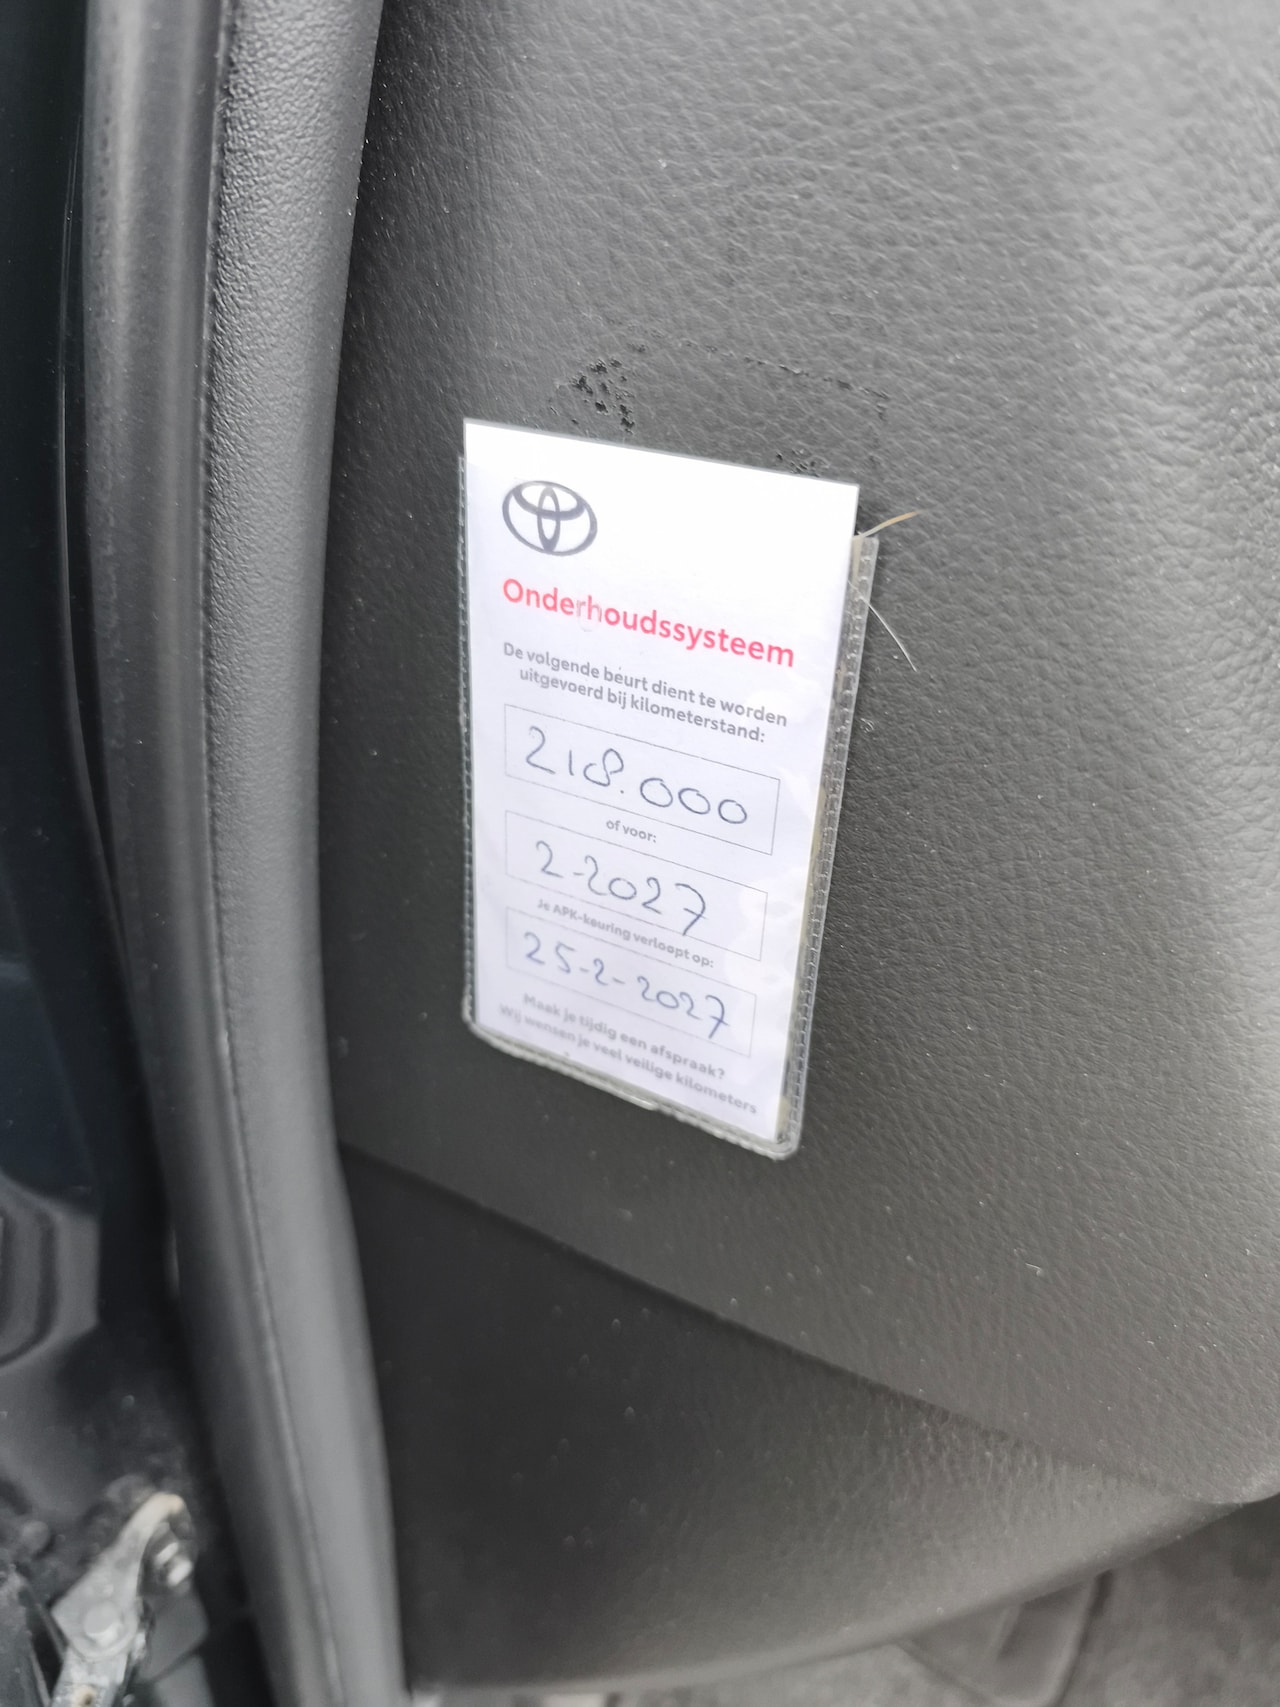 Onderhoudssysteem
De volgende beurt dient te worden
uitgevoerd bij kilometerstand:
218.000
of voor:
2-2027
Je APK-keuring verloopt op:
25-2-2027
Maak je tijdig een afspraak?
Wij wensen je veel veilige kilometers